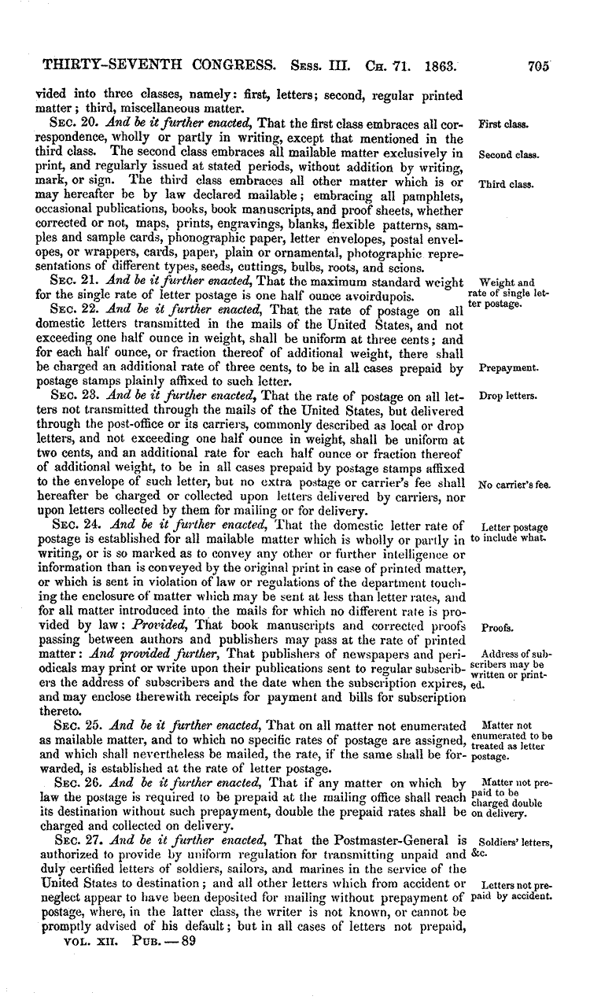 THIRTY-SEVENTH CONGRESS. Sess. III. Ch. 71. 1863. 705
vided into three classes, namely: first, letters; second, regular printed
matter; third, miscellaneous matter.
Sec. 20. And be it further enacted, That the first class embraces all cor-
First class.
respondence, wholly or partly in writing, except that mentioned in the
third class. The second class embraces all mailable matter exclusively in
Second class.
print, and regularly issued at stated periods, without addition by writing,
mark, or sign. The third class embraces all other matter which is or
Third class.
may hereafter be by law declared mailable; embracing all pamphlets,
occasional publications, books, book manuscripts, and proof sheets, whether
corrected or not, maps, prints, engravings, blanks, flexible patterns, sam-
ples and sample cards, phonographic paper, letter envelopes, postal envel-
opes, or wrappers, cards, paper, plain or ornamental, photographic repre-
sentations of different types, seeds, cuttings, bulbs, roots, and scions.
Sec. 21. And be it further enacted, That the maximum standard weight
Weight and
for the single rate of letter postage is one half ounce avoirdupois.
rate of single let-
ter postage.
Sec. 22. And be it further enacted, That the rate of postage on all
domestic letters transmitted in the mails of the United States, and not
exceeding one half ounce in weight, shall be uniform at three cents; and
for each half ounce, or fraction thereof of additional weight, there shall
be charged an additional rate of three cents, to be in all cases prepaid by
Prepayment.
postage stamps plainly affixed to such letter.
Sec. 23. And be it further enacted, That the rate of postage on all let-
Drop letters.
ters not transmitted through the mails of the United States, but delivered
through the post-office or its carriers, commonly described as local or drop
letters, and not exceeding one half ounce in weight, shall be uniform at
two cents, and an additional rate for each half ounce or fraction thereof
of additional weight, to be in all cases prepaid by postage stamps affixed
to the envelope of such letter, but no extra postage or carrier's fee shall
No carrier's fee.
hereafter be charged or collected upon letters delivered by carriers, nor
upon letters collected by them for mailing or for delivery.
Sec. 24. And be it further enacted, That the domestic letter rate of
Letter postage
postage is established for all mailable matter which is wholly or partly in
to include what.
writing, or is so marked as to convey any other or further intelligence or
information than is conveyed by the original print in case of printed matter,
or which is sent in violation of law or regulations of the department touch-
ing the enclosure of matter which may be sent at less than letter rates, and
for all matter introduced into the mails for which no different rate is pro-
vided by law: Provided, That book manuscripts and corrected proofs
Proofs.
passing between authors and publishers may pass at the rate of printed
matter: And provided further, That publishers of newspapers and peri-
Address of sub-
odicals may print or write upon their publications sent to regular subscrib-
scribers may be
written or print-
ers the address of subscribers and the date when the subscription expires,
ed.
and may enclose therewith receipts for payment and bills for subscription
thereto.
Sec. 25. And be it further enacted, That on all matter not enumerated
Matter not
as mailable matter, and to which no specific rates of postage are assigned,
enumerated to be
treated as letter
and which shall nevertheless be mailed, the rate, if the same shall be for-
postage.
warded, is established at the rate of letter postage.
Sec. 26. And be it further enacted, That if any matter on which by
Matter not pre-
law the postage is required to be prepaid at the mailing office shall reach
paid to be
charged double
its destination without such prepayment, double the prepaid rates shall be
on delivery.
charged and collected on delivery.
Sec. 27. And be it further enacted, That the Postmaster-General is
Soldiers' letters,
authorized to provide by uniform regulation for transmitting unpaid and
&c.
duly certified letters of soldiers, sailors, and marines in the service of the
United States to destination; and all other letters which from accident or
Letters not pre-
neglect appear to have been deposited for mailing without prepayment of
paid by accident.
postage, where, in the latter class, the writer is not known, or cannot be
promptly advised of his default; but in all cases of letters not prepaid,
VOL. XII. Pub. — 89